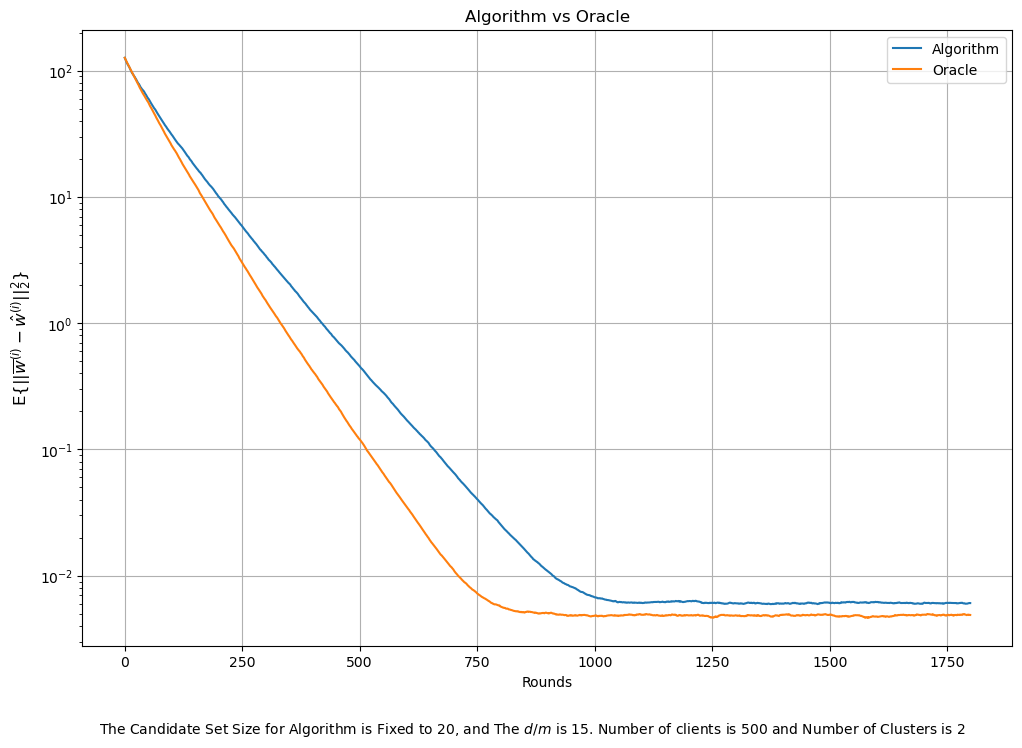 Algorithm vs Oracle
Algorithm
Oracle
10²
10¹
10⁰
10⁻¹
10⁻²
E{||w̅⁽ⁱ⁾ − ŵ⁽ⁱ⁾||₂²}
0 250 500 750 1000 1250 1500 1750
Rounds
The Candidate Set Size for Algorithm is Fixed to 20, and The d/m is 15. Number of clients is 500 and Number of Clusters is 2